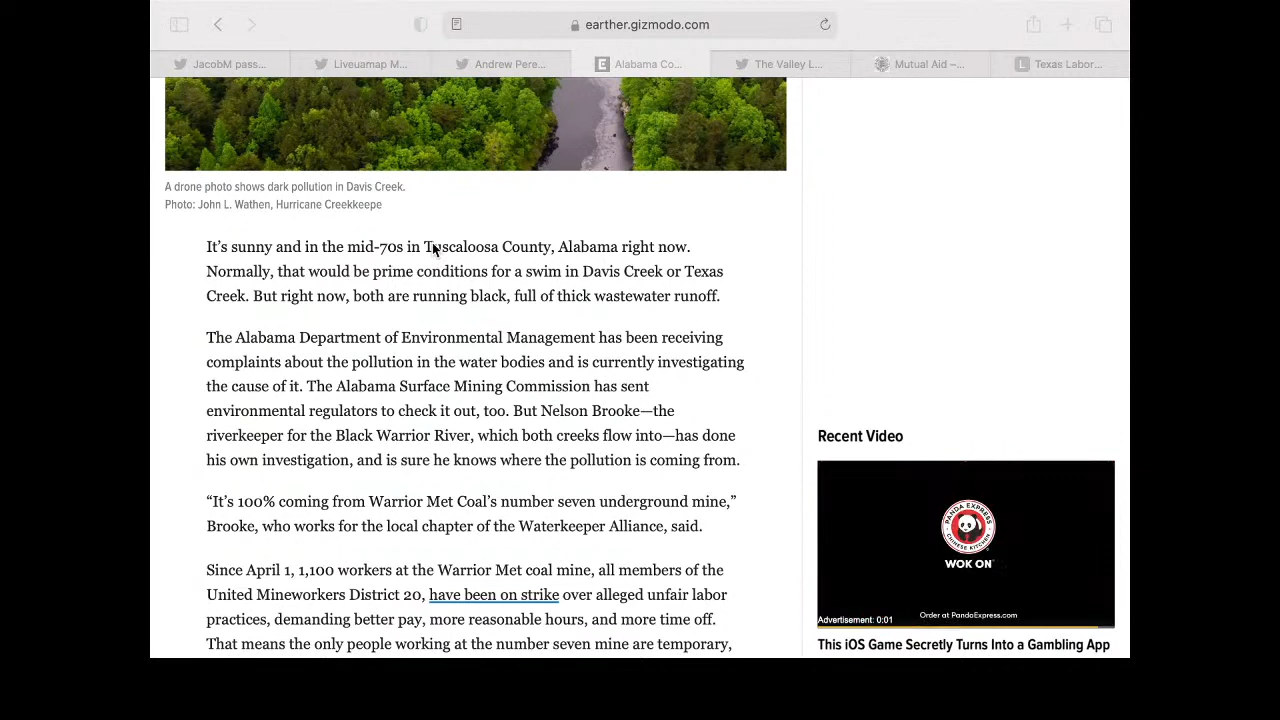 earther.gizmodo.com
JacobM pass...
Liveuamap M...
Andrew Pere...
E Alabama Co...
The Valley L...
Mutual Aid –...
L Texas Labor...
A drone photo shows dark pollution in Davis Creek.
Photo: John L. Wathen, Hurricane Creekkeepe
It’s sunny and in the mid-70s in Tuscaloosa County, Alabama right now.
Normally, that would be prime conditions for a swim in Davis Creek or Texas
Creek. But right now, both are running black, full of thick wastewater runoff.
The Alabama Department of Environmental Management has been receiving
complaints about the pollution in the water bodies and is currently investigating
the cause of it. The Alabama Surface Mining Commission has sent
environmental regulators to check it out, too. But Nelson Brooke—the
riverkeeper for the Black Warrior River, which both creeks flow into—has done
his own investigation, and is sure he knows where the pollution is coming from.
“It’s 100% coming from Warrior Met Coal’s number seven underground mine,”
Brooke, who works for the local chapter of the Waterkeeper Alliance, said.
Since April 1, 1,100 workers at the Warrior Met coal mine, all members of the
United Mineworkers District 20, have been on strike over alleged unfair labor
practices, demanding better pay, more reasonable hours, and more time off.
That means the only people working at the number seven mine are temporary,
Recent Video
PANDA EXPRESS
CHINESE KITCHEN
WOK ON
Order at PandaExpress.com
Advertisement: 0:01
This iOS Game Secretly Turns Into a Gambling App